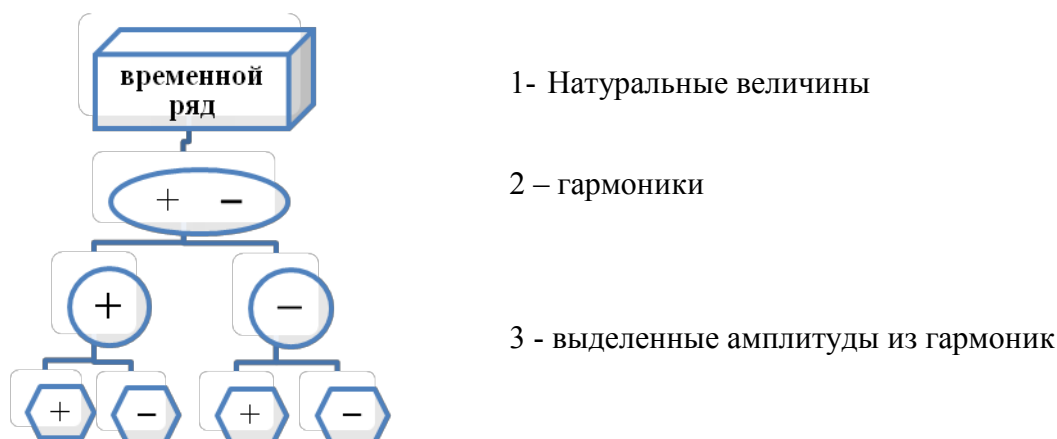 временной
ряд
1- Натуральные величины
+ −
2 – гармоники
+ −
3 - выделенные амплитуды из гармоник
+ − + −